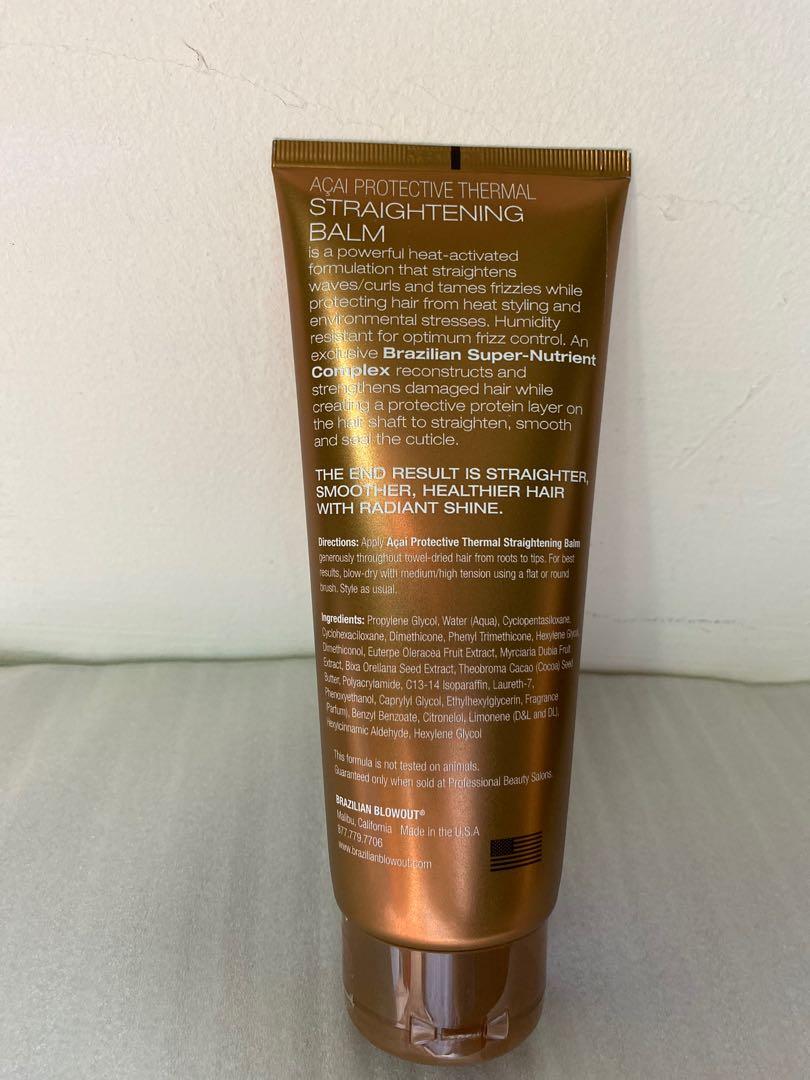 AÇAI PROTECTIVE THERMAL
STRAIGHTENING
BALM
is a powerful heat-activated
formulation that straightens
waves/curls and tames frizzies while
protecting hair from heat styling and
environmental stresses. Humidity
resistant for optimum frizz control. An
exclusive Brazilian Super-Nutrient
Complex reconstructs and
strengthens damaged hair while
creating a protective protein layer on
the hair shaft to straighten, smooth
and seal the cuticle.
THE END RESULT IS STRAIGHTER,
SMOOTHER, HEALTHIER HAIR
WITH RADIANT SHINE.
Directions: Apply Açai Protective Thermal Straightening Balm
generously throughout towel-dried hair from roots to tips. For best
results, blow-dry with medium/high tension using a flat or round
brush. Style as usual.
Ingredients: Propylene Glycol, Water (Aqua), Cyclopentasiloxane,
Cyclohexaciloxane, Dimethicone, Phenyl Trimethicone, Hexylene Glycol,
Dimethiconol, Euterpe Oleracea Fruit Extract, Myrciaria Dubia Fruit
Extract, Bixa Orellana Seed Extract, Theobroma Cacao (Cocoa) Seed
Butter, Polyacrylamide, C13-14 Isoparaffin, Laureth-7,
Phenoxyethanol, Caprylyl Glycol, Ethylhexylglycerin, Fragrance
Parfum), Benzyl Benzoate, Citronelol, Limonene (D&L and DL),
Hexylcinnamic Aldehyde, Hexylene Glycol
This formula is not tested on animals.
Guaranteed only when sold at Professional Beauty Salons.
BRAZILIAN BLOWOUT®
Malibu, California Made in the U.S.A
877.779.7706
www.brazilianblowout.com